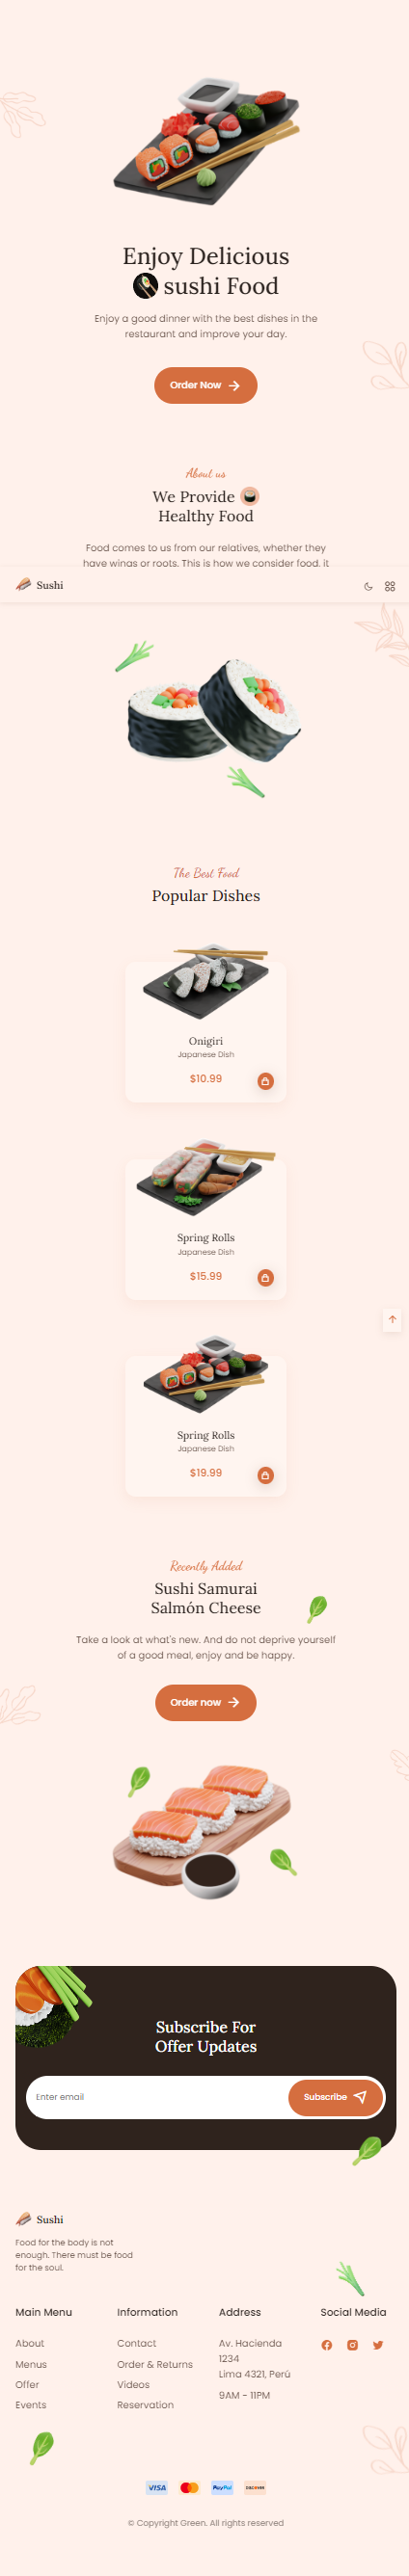 Enjoy Delicious
sushi Food
Enjoy a good dinner with the best dishes in the
restaurant and improve your day.
Order Now
About us
We Provide
Healthy Food
Food comes to us from our relatives, whether they
have wings or roots. This is how we consider food, it
Sushi
The Best Food
Popular Dishes
Onigiri
Japanese Dish
$10.99
Spring Rolls
Japanese Dish
$15.99
Spring Rolls
Japanese Dish
$19.99
Recently Added
Sushi Samurai
Salmón Cheese
Take a look at what's new. And do not deprive yourself
of a good meal, enjoy and be happy.
Order now
Subscribe For
Offer Updates
Enter email
Subscribe
Sushi
Food for the body is not
enough. There must be food
for the soul.
Main Menu
About
Menus
Offer
Events
Information
Contact
Order & Returns
Videos
Reservation
Address
Av. Hacienda
1234
Lima 4321, Perú
9AM - 11PM
Social Media
VISA
PayPal
DISCOVER
© Copyright Green. All rights reserved